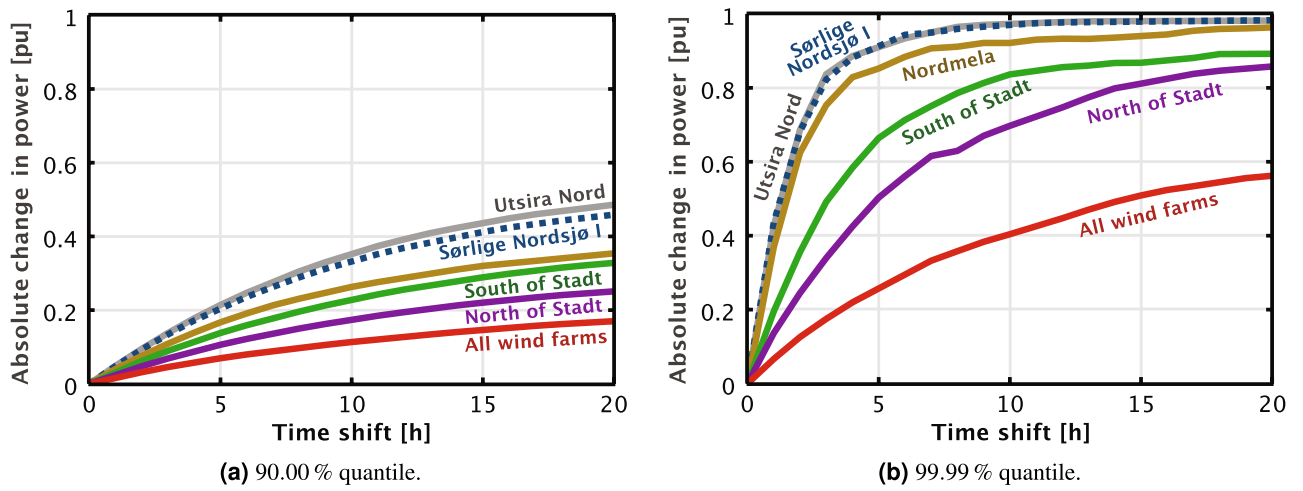 Absolute change in power [pu]
1
0.8
0.6
0.4
0.2
0
Utsira Nord
Sørlige Nordsjø I
South of Stadt
North of Stadt
All wind farms
0 5 10 15 20
Time shift [h]
(a) 90.00 % quantile.
Absolute change in power [pu]
1
0.8
0.6
0.4
0.2
0
Sørlige
Nordsjø I
Utsira Nord
Nordmela
South of Stadt
North of Stadt
All wind farms
0 5 10 15 20
Time shift [h]
(b) 99.99 % quantile.